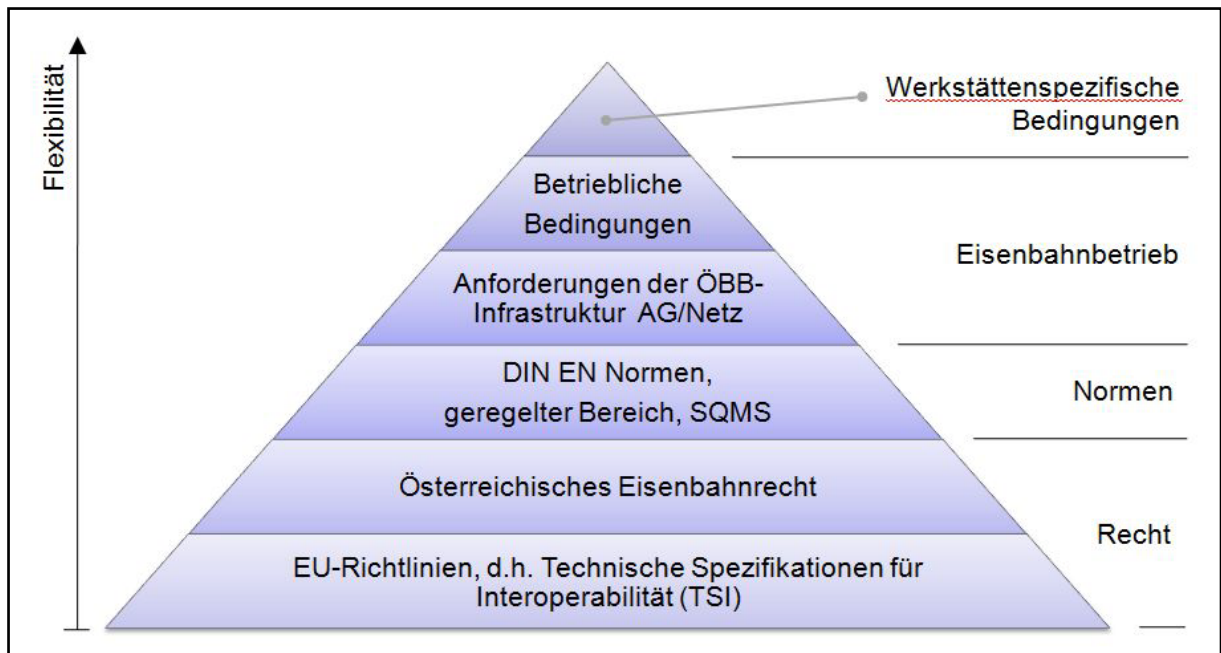 Flexibilität
Werkstättenspezifische
Bedingungen
Betriebliche
Bedingungen
Eisenbahnbetrieb
Anforderungen der ÖBB-
Infrastruktur AG/Netz
DIN EN Normen,
geregelter Bereich, SQMS
Normen
Österreichisches Eisenbahnrecht
Recht
EU-Richtlinien, d.h. Technische Spezifikationen für
Interoperabilität (TSI)